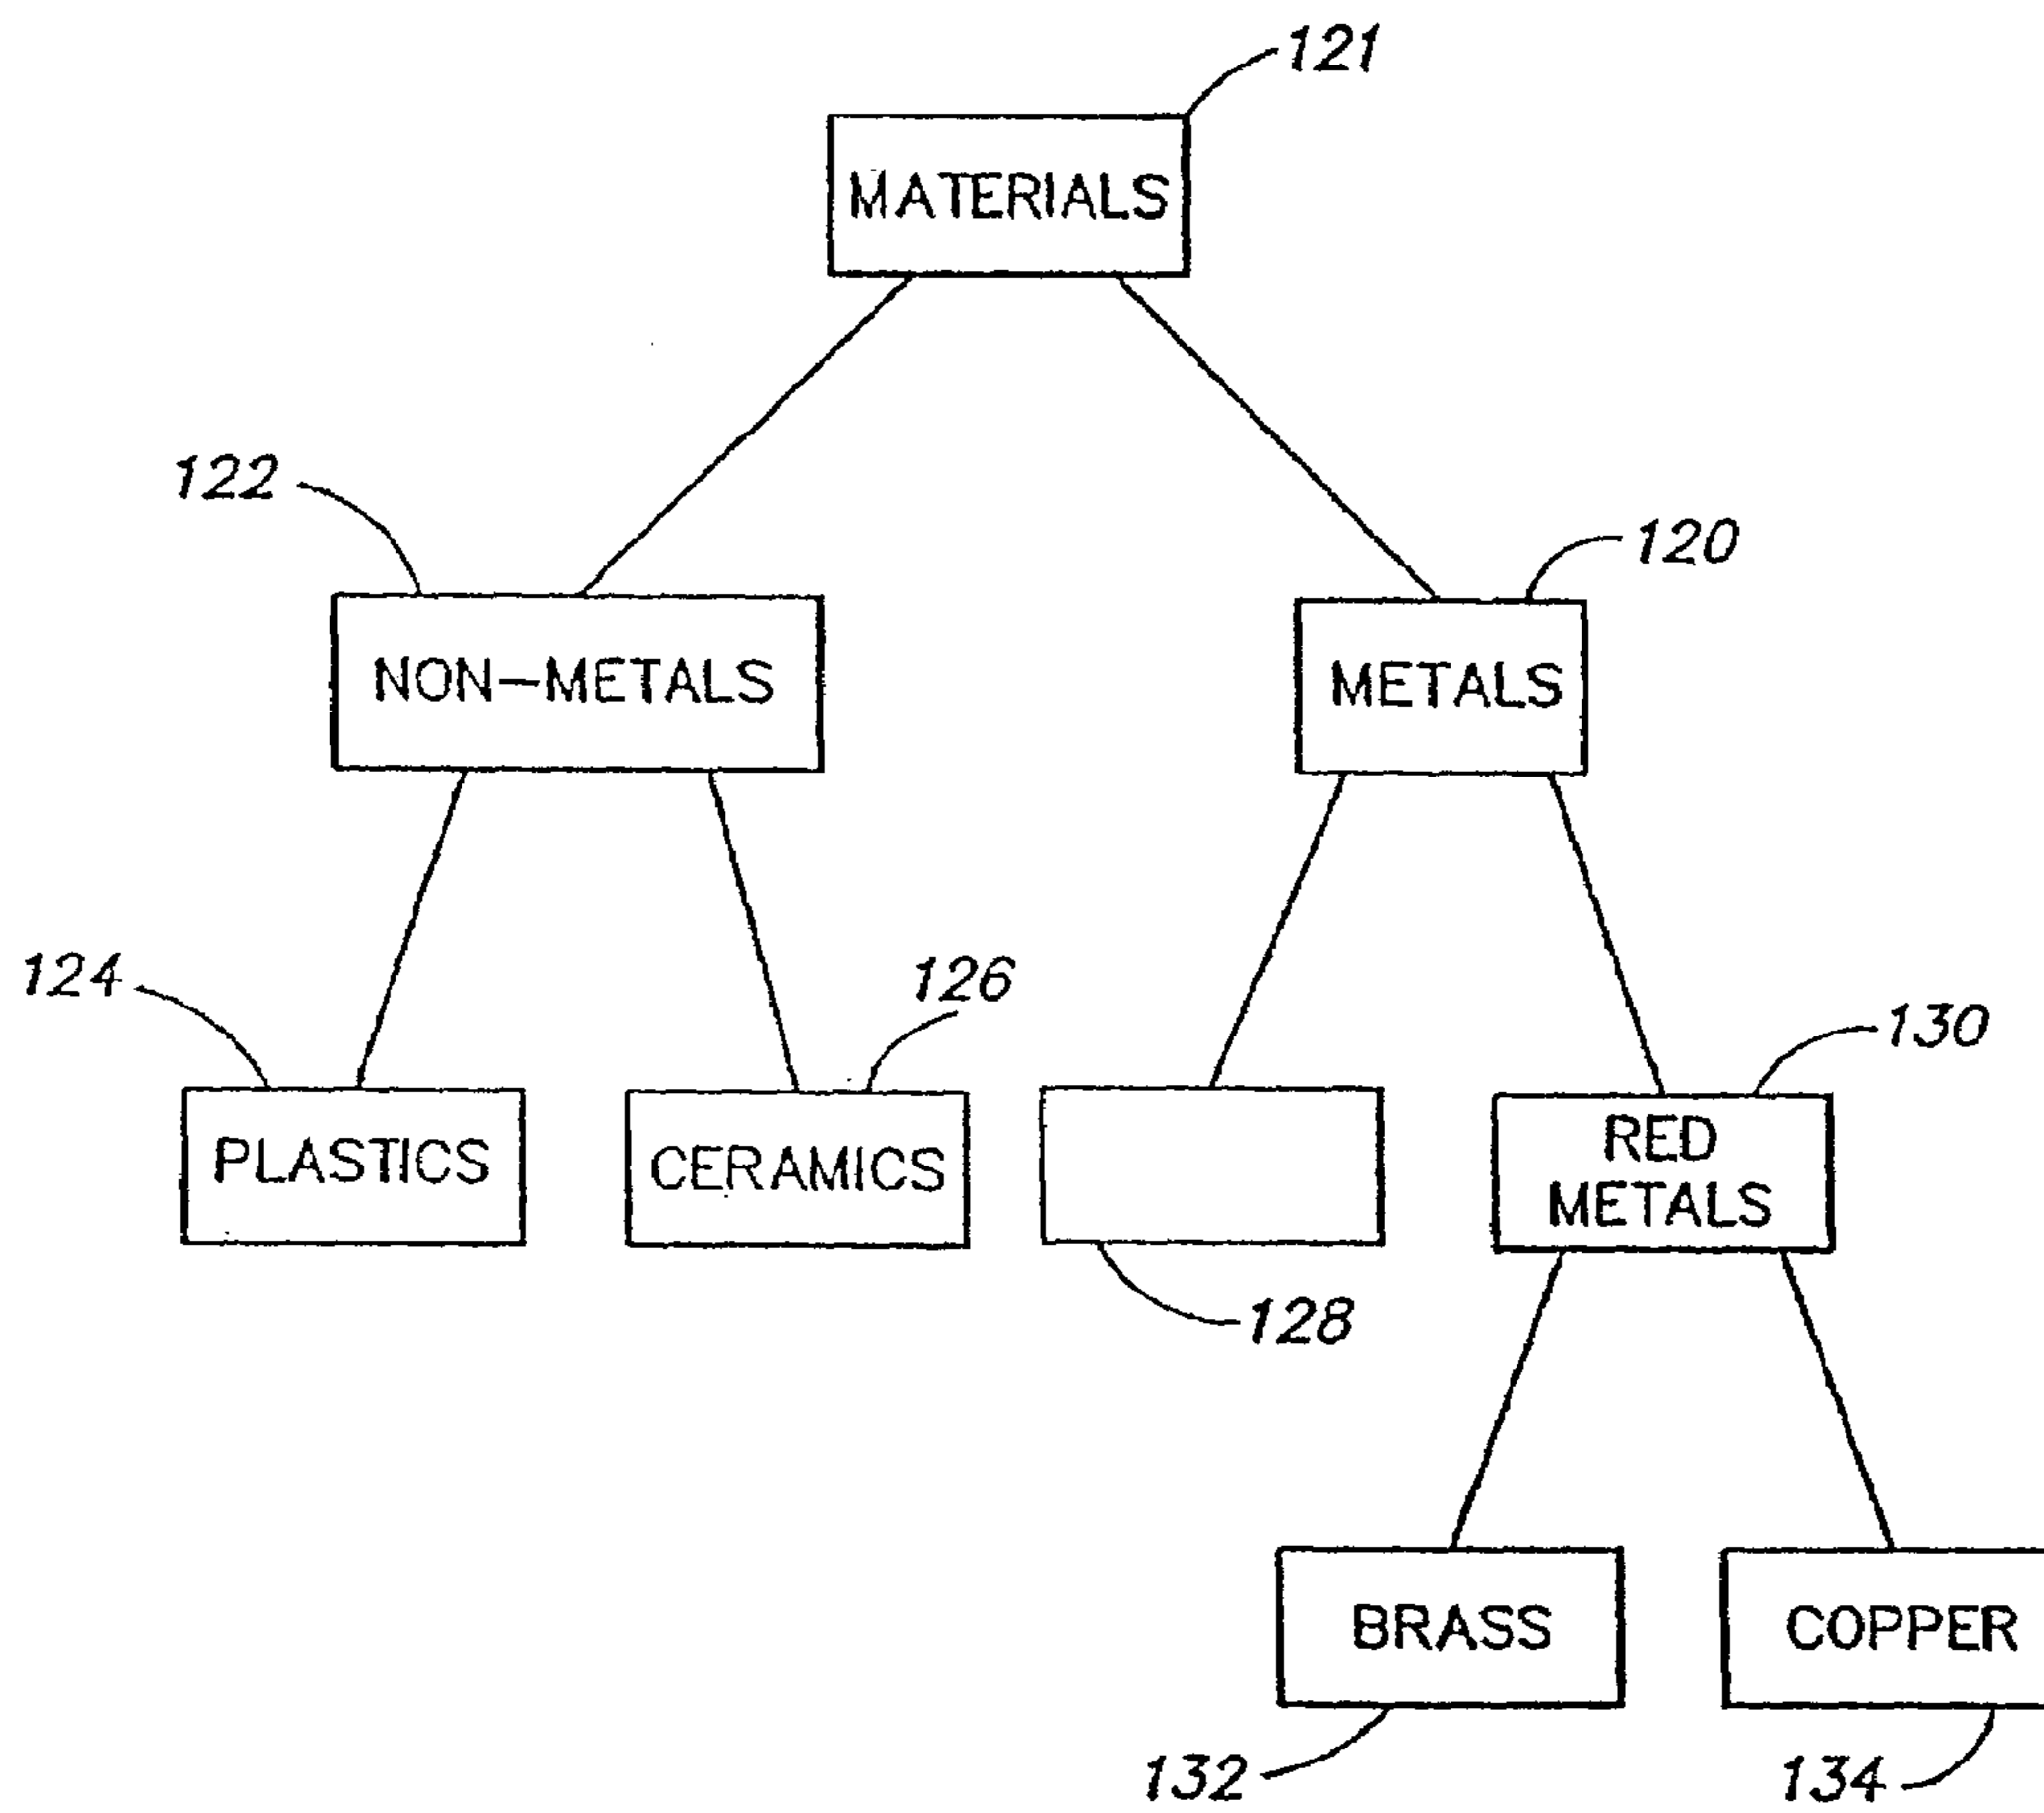 121
MATERIALS
122
120
NON-METALS
METALS
124
126
130
PLASTICS
CERAMICS
RED
METALS
128
BRASS
COPPER
132
134